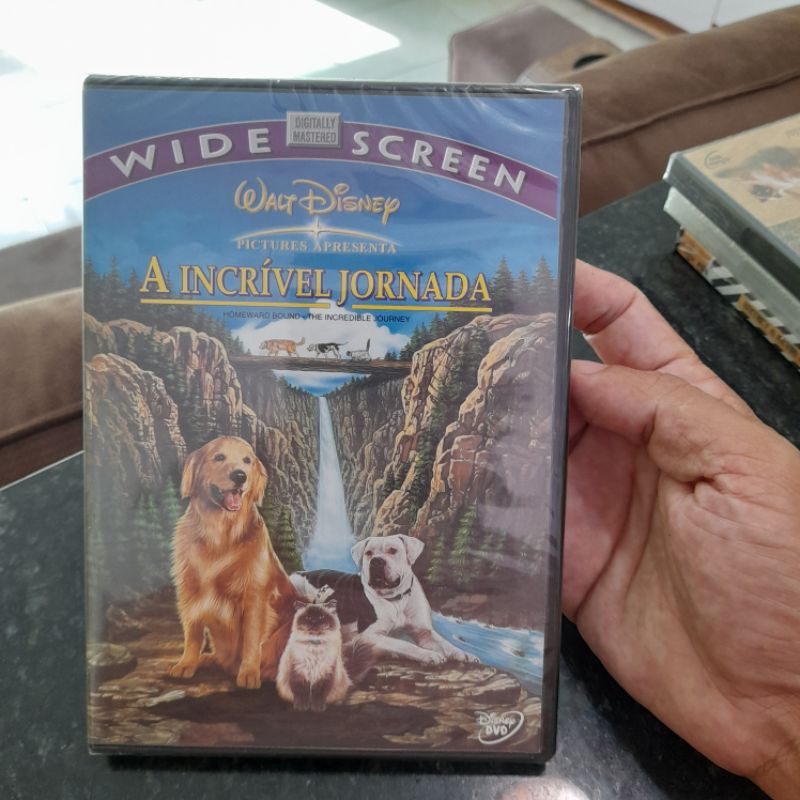 DIGITALLY
MASTERED
WIDE SCREEN
WALT DISNEY
PICTURES APRESENTA
A INCRÍVEL JORNADA
HOMEWARD BOUND - THE INCREDIBLE JOURNEY
Disney
DVD